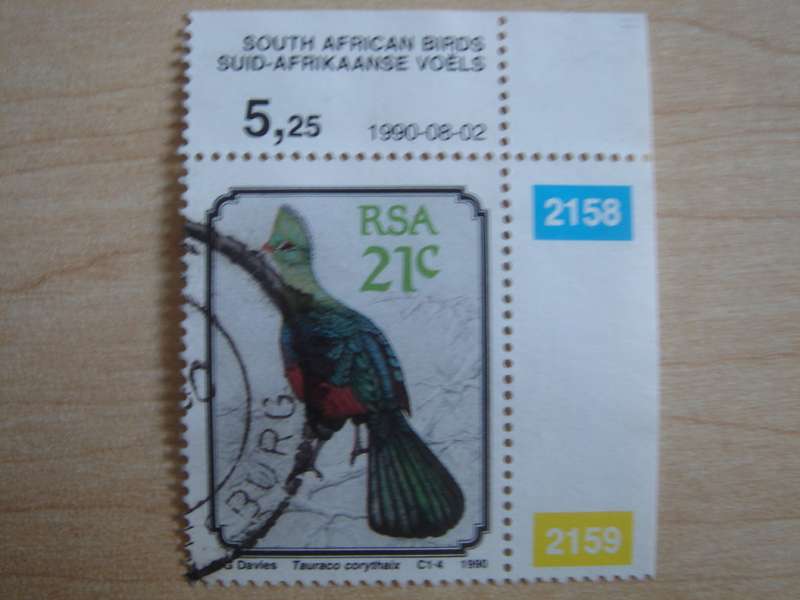 SOUTH AFRICAN BIRDS
SUID-AFRIKAANSE VOËLS
5,25 1990-08-02
RSA
21c
2158
BURG
2159
G Davies Tauraco corythaix C1-4 1990